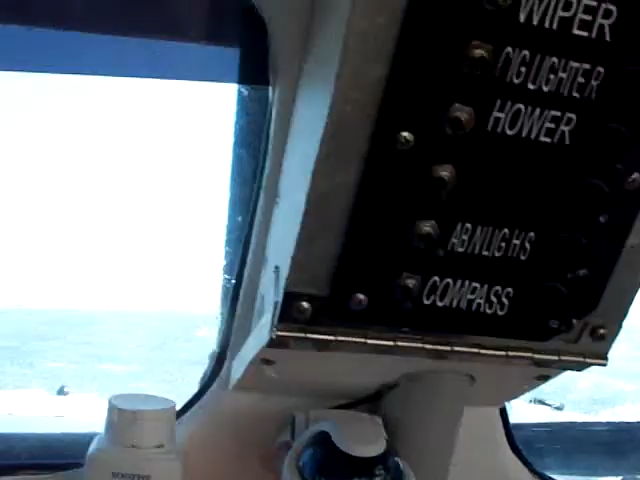 WIPER
CIG LIGHTER
HOWER
ABN LIGHS
COMPASS